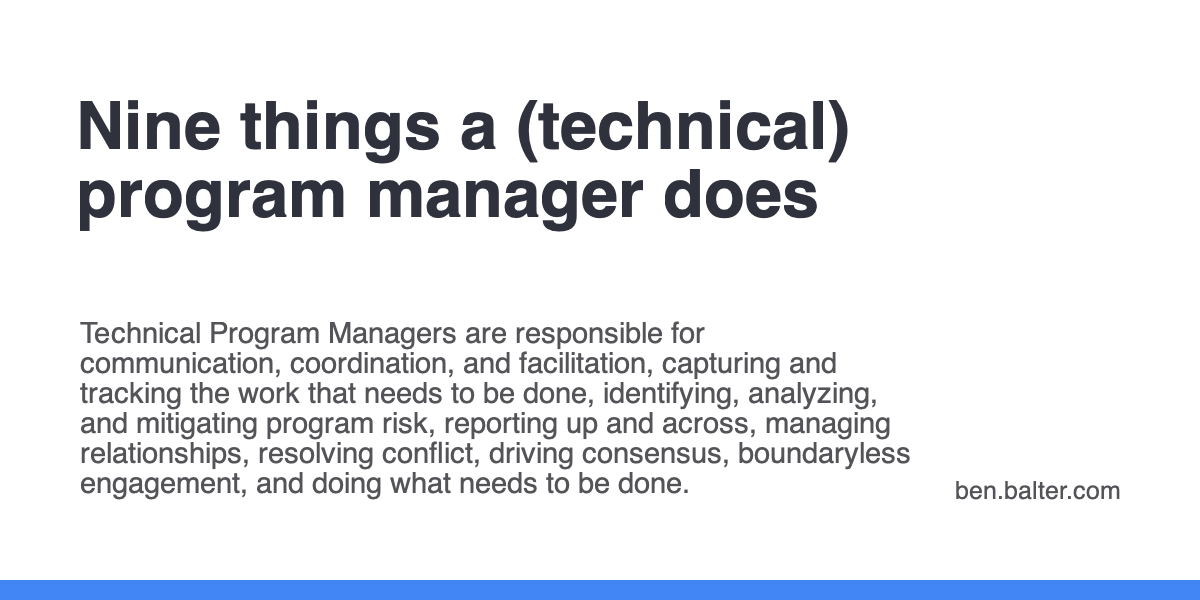 Nine things a (technical)
program manager does
Technical Program Managers are responsible for
communication, coordination, and facilitation, capturing and
tracking the work that needs to be done, identifying, analyzing,
and mitigating program risk, reporting up and across, managing
relationships, resolving conflict, driving consensus, boundaryless
engagement, and doing what needs to be done.
ben.balter.com